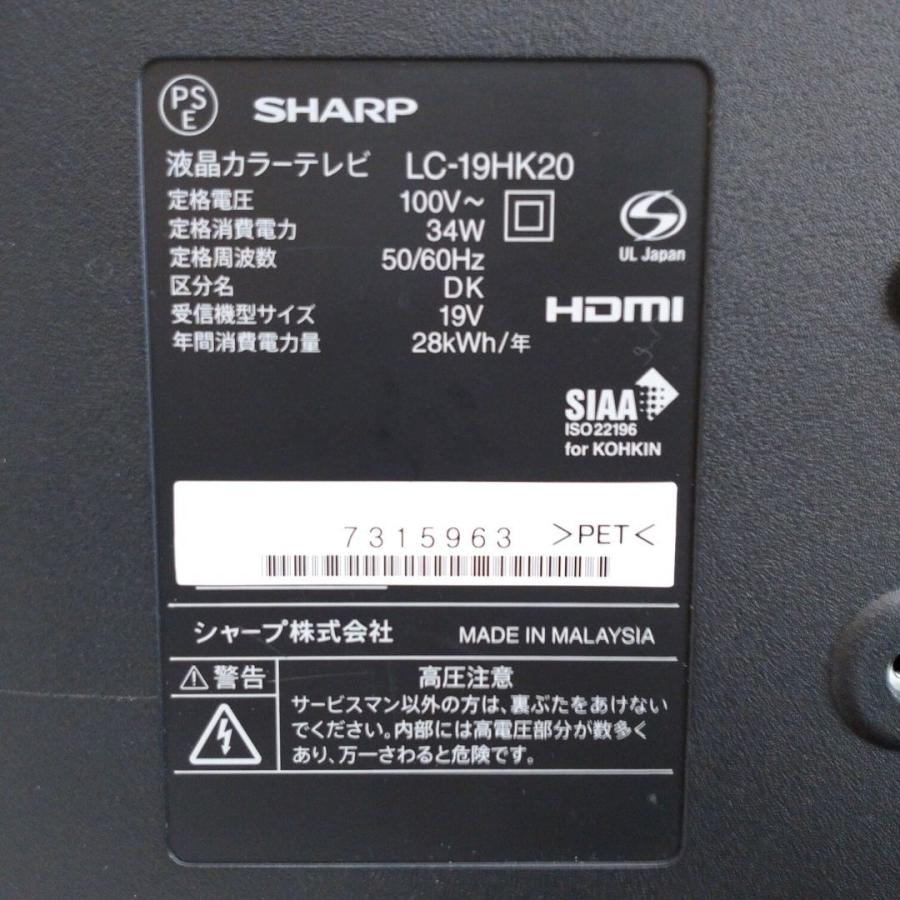 PS
E
SHARP
液晶カラーテレビ LC-19HK20
定格電圧 100V~
定格消費電力 34W
定格周波数 50/60Hz
区分名 DK
受信機型サイズ 19V
年間消費電力量 28kWh/年
UL Japan
HDMI
SIAA
ISO 22196
for KOHKIN
7315963 >PET<
シャープ株式会社 MADE IN MALAYSIA
警告
高圧注意
サービスマン以外の方は、裏ぶたをあけない
でください。内部には高電圧部分が数多く
あり、万一さわると危険です。